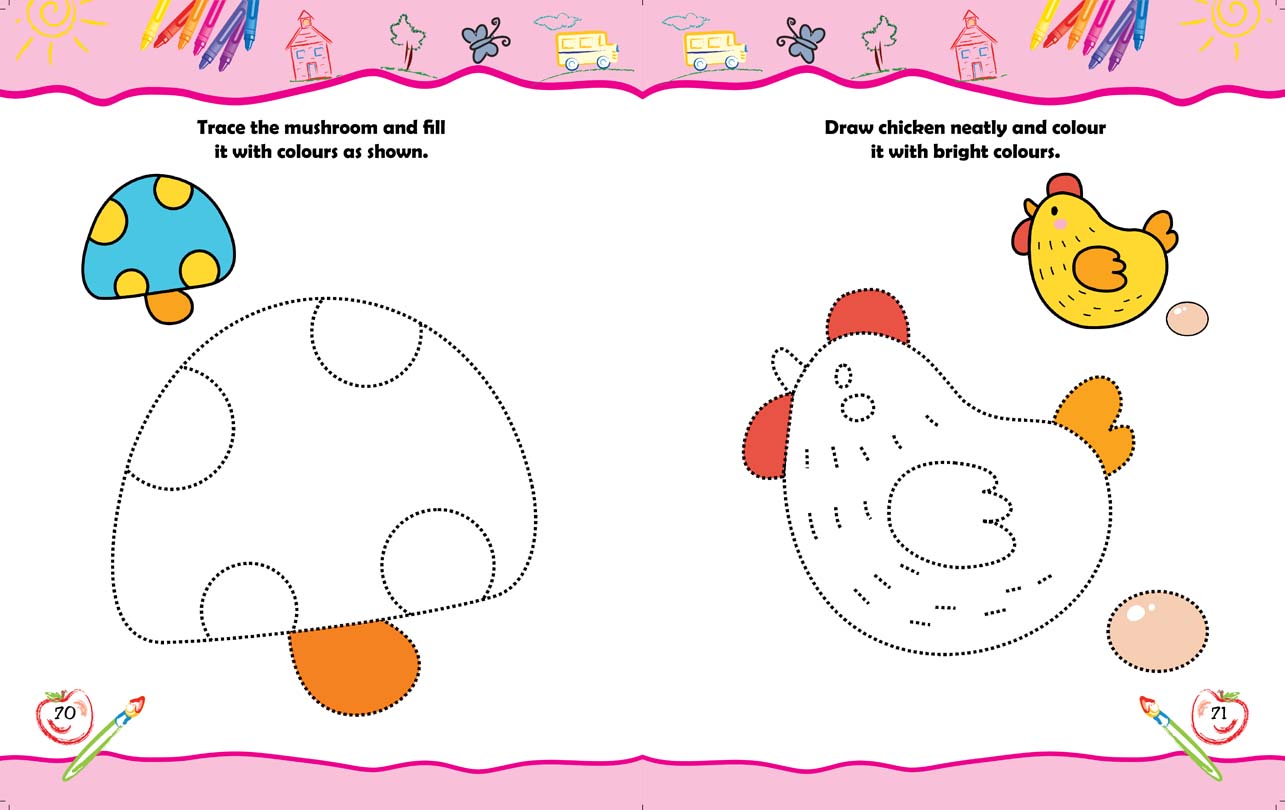 Trace the mushroom and fill
it with colours as shown.
70
Draw chicken neatly and colour
it with bright colours.
71